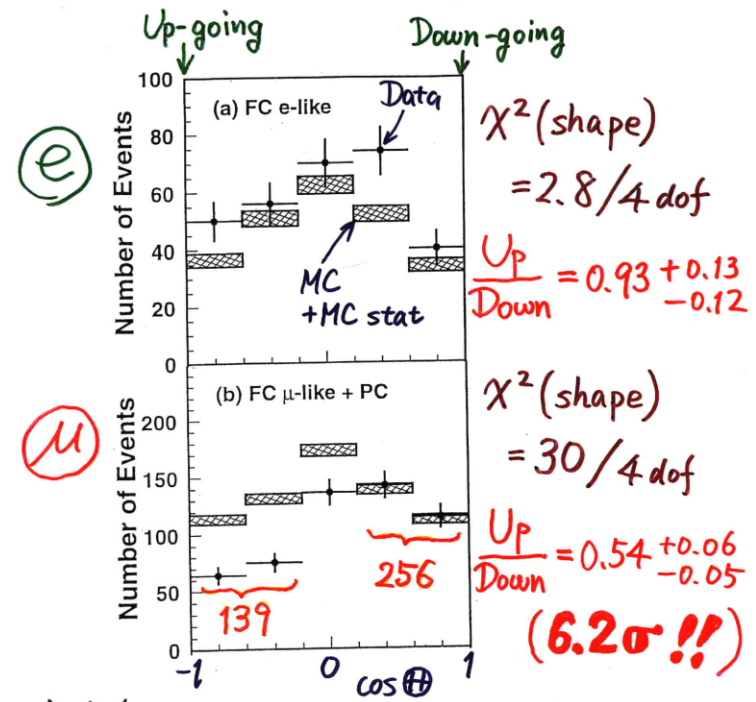 Up-going Down-going
100
80
60
40
20
0
Number of Events
(a) FC e-like
Data
MC
+MC stat
e
χ² (shape)
= 2.8/4 dof
Up/Down = 0.93 +0.13 -0.12
200
150
100
50
0
Number of Events
(b) FC μ-like + PC
139
256
μ
χ² (shape)
= 30/4 dof
Up/Down = 0.54 +0.06 -0.05
(6.2σ !!)
-1 0 1
cos Θ